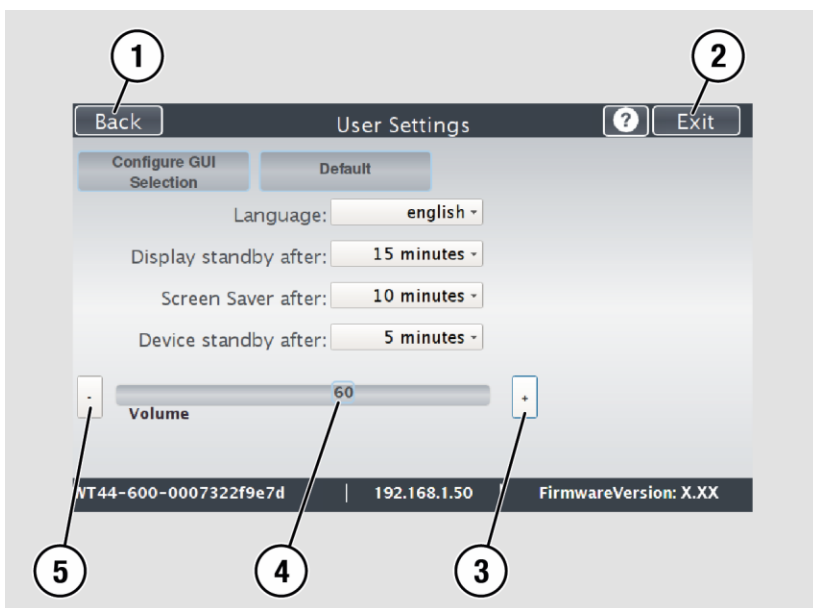 1
2
Back
User Settings
?
Exit
Configure GUI
Selection
Default
Language: english
Display standby after: 15 minutes
Screen Saver after: 10 minutes
Device standby after: 5 minutes
- 60 +
Volume
WT44-600-0007322f9e7d | 192.168.1.50 | FirmwareVersion: X.XX
5
4
3